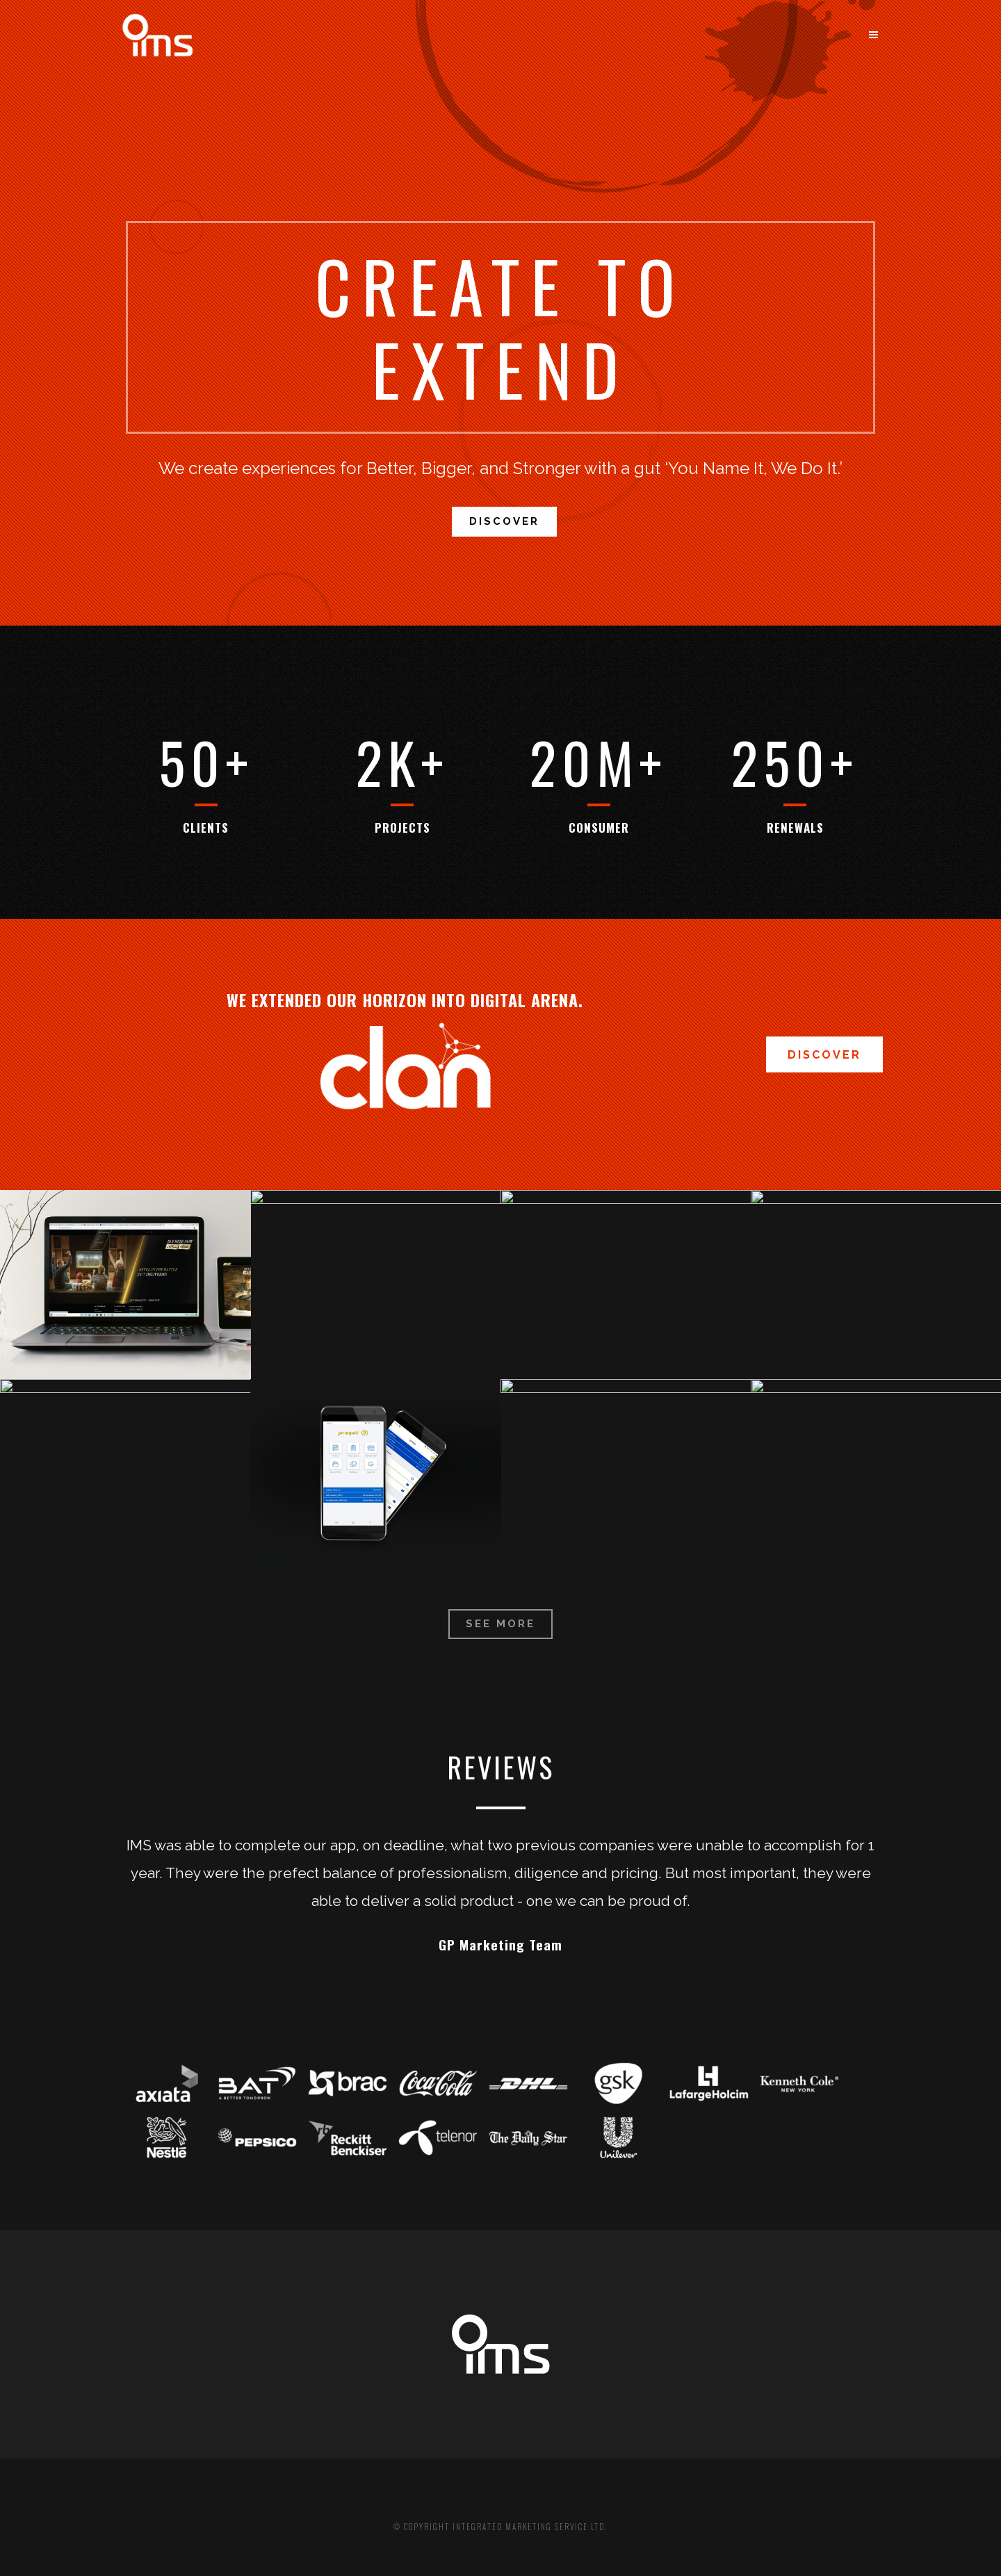 ims
CREATE TO
EXTEND
We create experiences for Better, Bigger, and Stronger with a gut ‘You Name It, We Do It.’
DISCOVER
50+ 2K+ 20M+ 250+
CLIENTS PROJECTS CONSUMER RENEWALS
WE EXTENDED OUR HORIZON INTO DIGITAL ARENA.
clan
DISCOVER
SEE MORE
REVIEWS
IMS was able to complete our app, on deadline, what two previous companies were unable to accomplish for 1
year. They were the prefect balance of professionalism, diligence and pricing. But most important, they were
able to deliver a solid product - one we can be proud of.
GP Marketing Team
axiata BAT brac Coca-Cola DHL gsk LafargeHolcim Kenneth Cole®
A BETTER TOMORROW NEW YORK
Nestle PEPSICO Reckitt Benckiser telenor The Daily Star Unilever
ims
© COPYRIGHT INTEGRATED MARKETING SERVICE LTD.